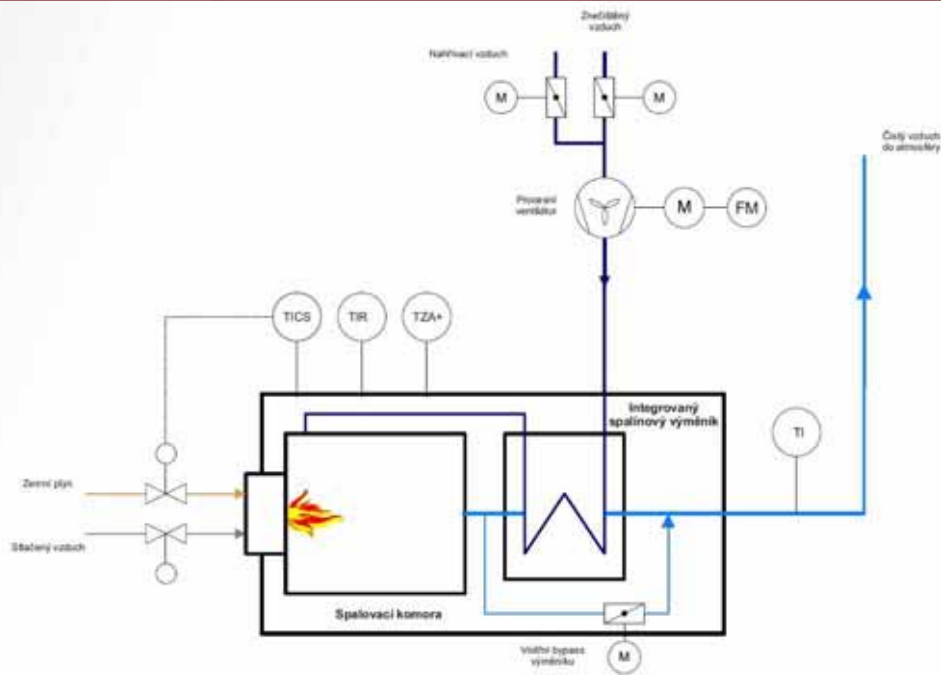 Znečištěný
vzduch
Nahřívací vzduch
M
M
Čistý vzduch
do atmosféry
Procesní
ventilátor
M
FM
TICS
TIR
TZA+
Integrovaný
spalinový výměník
TI
Zemní plyn
Stlačený vzduch
Spalovací komora
Vnitřní bypass
výměníku
M